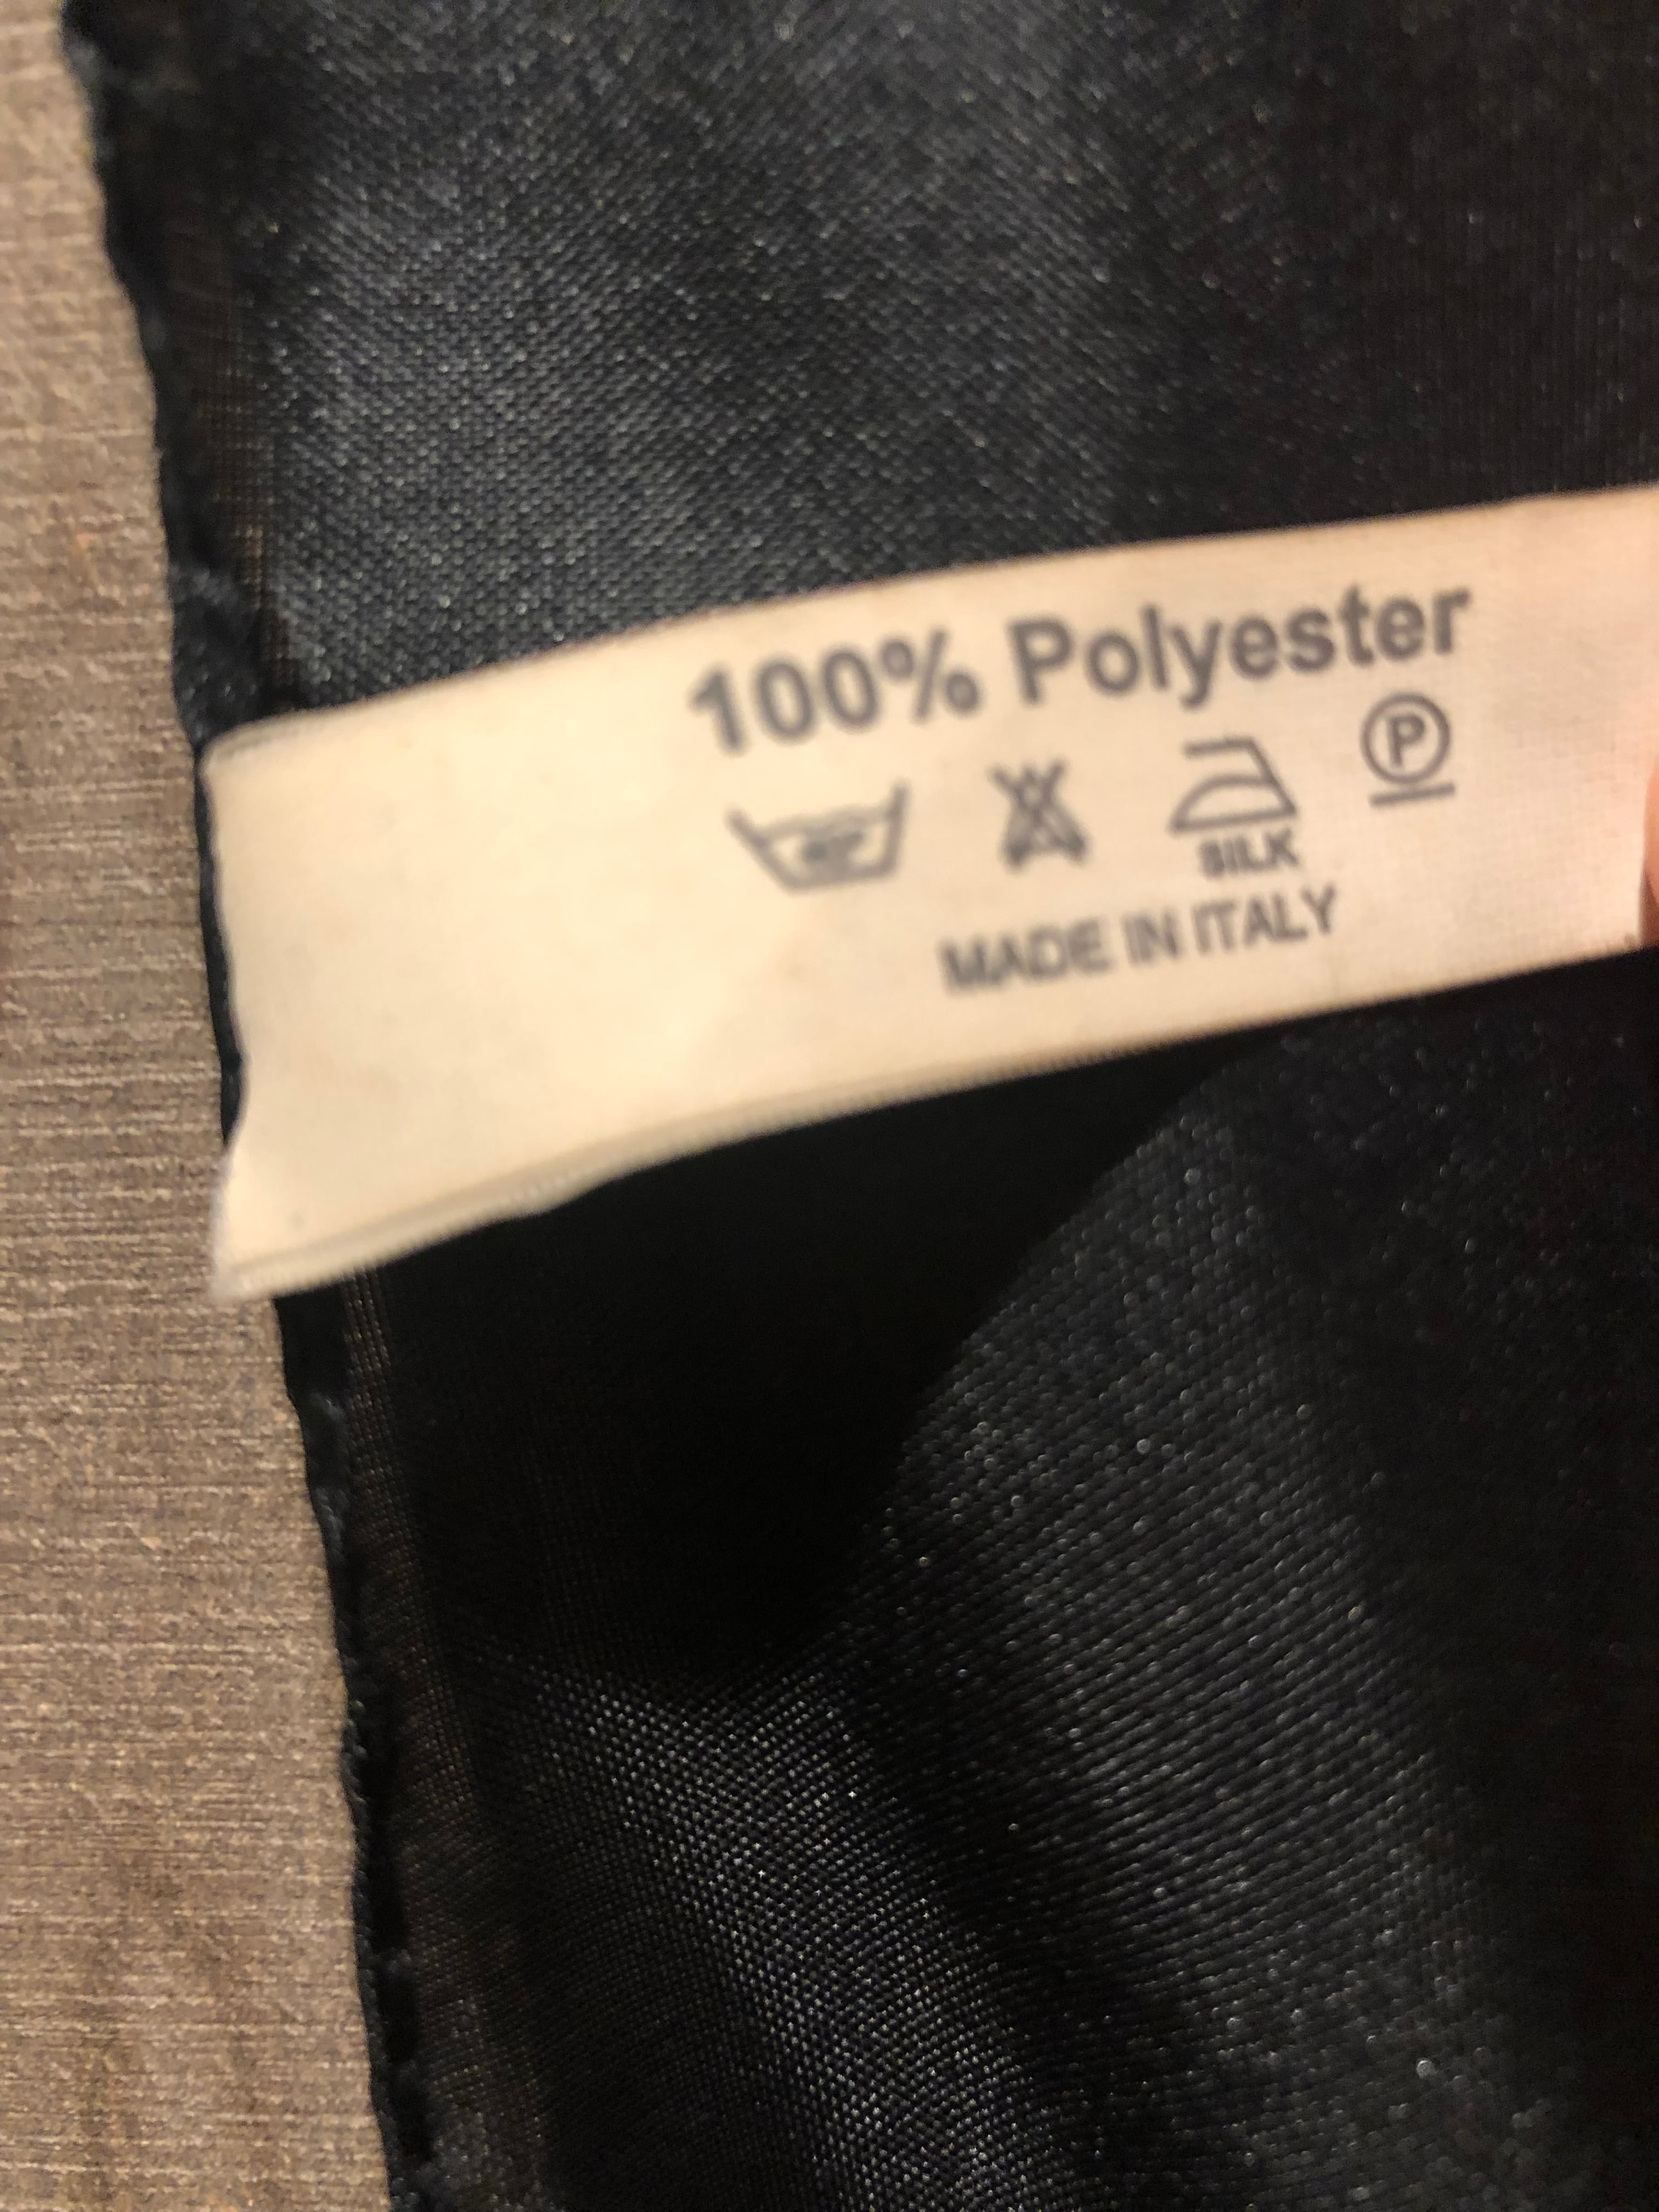 100% Polyester
SILK
P
MADE IN ITALY